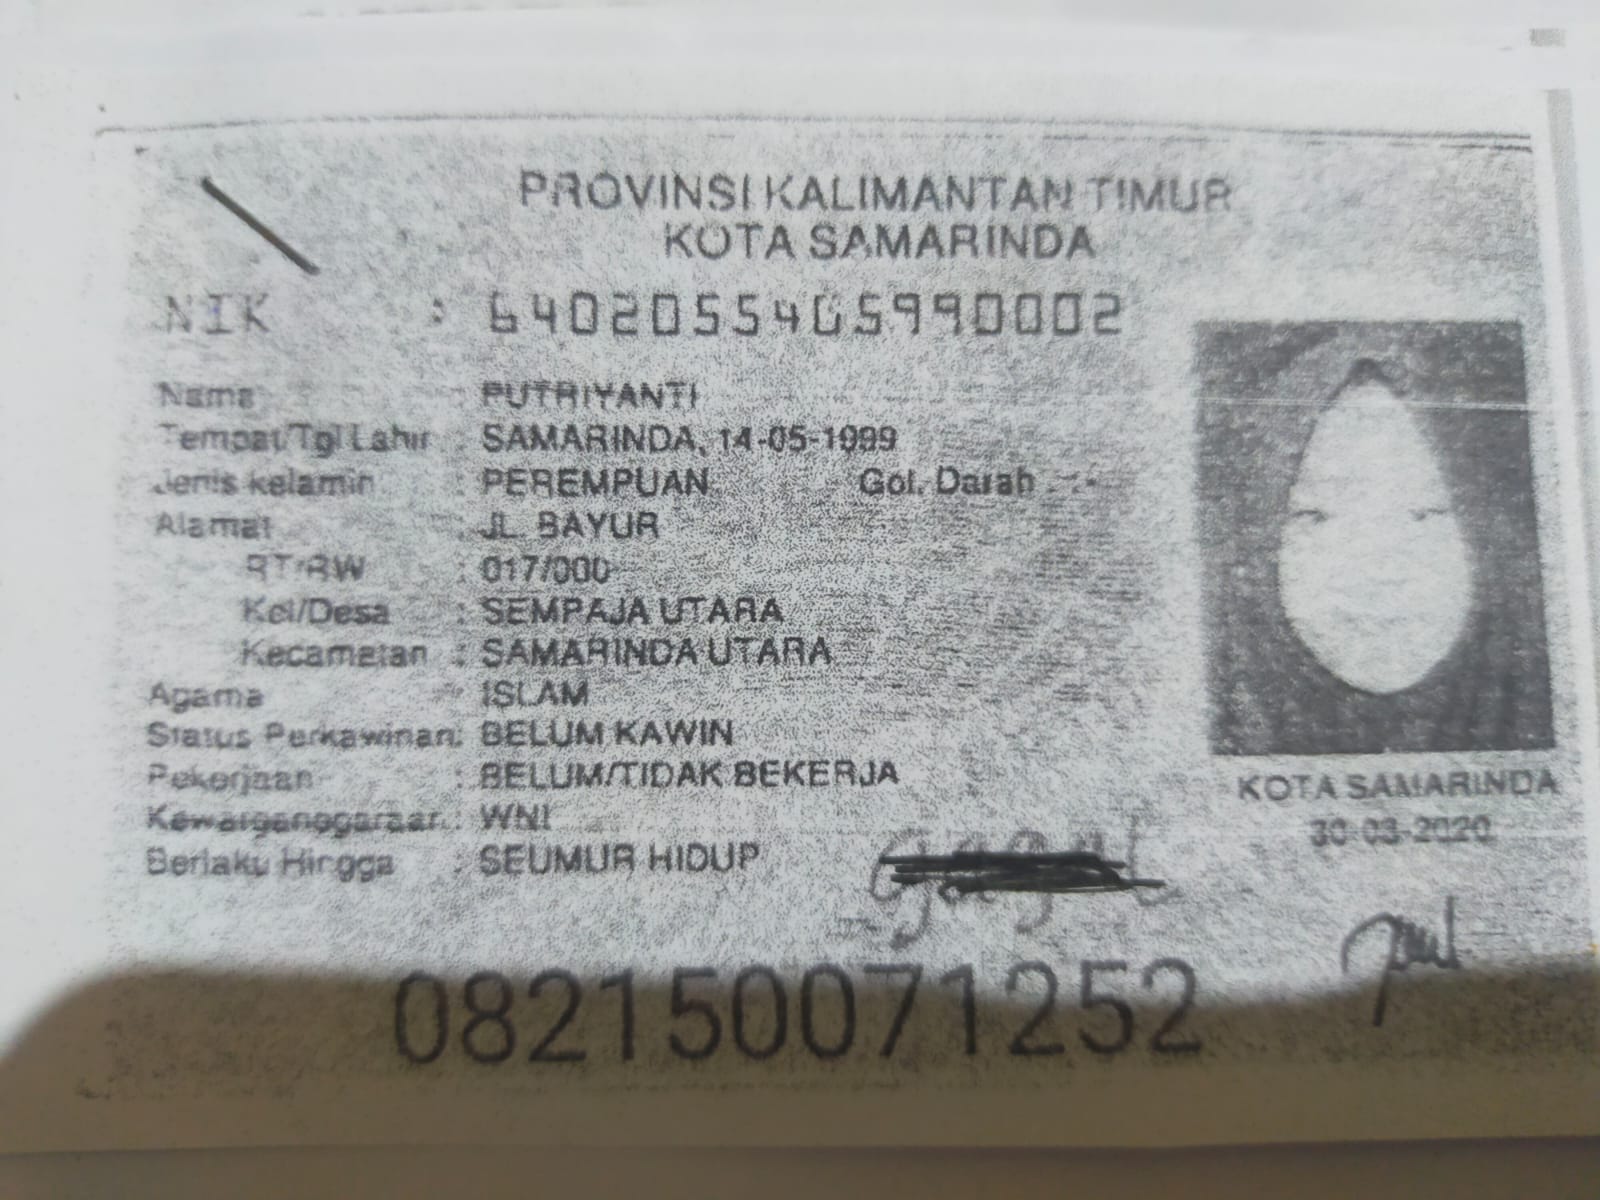 PROVINSI KALIMANTAN TIMUR
KOTA SAMARINDA
NIK : 6402055405990002
Nama : PUTRIYANTI
Tempat/Tgl Lahir : SAMARINDA, 14-05-1999
Jenis kelamin : PEREMPUAN Gol. Darah : -
Alamat : JL. BAYUR
RT/RW : 017/000
Kel/Desa : SEMPAJA UTARA
Kecamatan : SAMARINDA UTARA
Agama : ISLAM
Status Perkawinan: BELUM KAWIN
Pekerjaan : BELUM/TIDAK BEKERJA
Kewarganegaraan : WNI
Berlaku Hingga : SEUMUR HIDUP
KOTA SAMARINDA
30-03-2020
082150071252